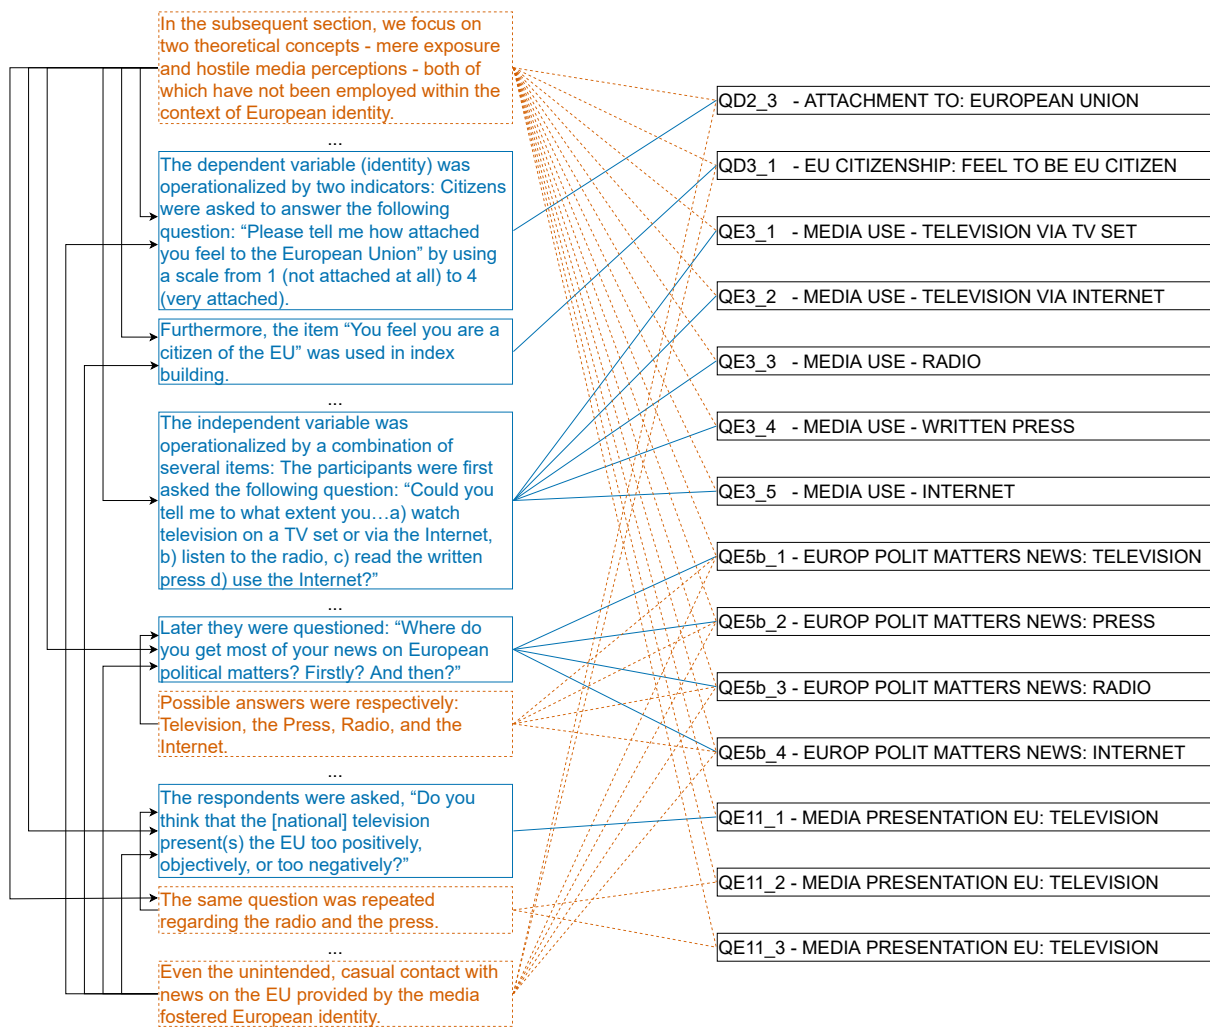 In the subsequent section, we focus on
two theoretical concepts - mere exposure
and hostile media perceptions - both of
which have not been employed within the
context of European identity.
...
The dependent variable (identity) was
operationalized by two indicators: Citizens
were asked to answer the following
question: “Please tell me how attached
you feel to the European Union” by using
a scale from 1 (not attached at all) to 4
(very attached).
Furthermore, the item “You feel you are a
citizen of the EU” was used in index
building.
...
The independent variable was
operationalized by a combination of
several items: The participants were first
asked the following question: “Could you
tell me to what extent you…a) watch
television on a TV set or via the Internet,
b) listen to the radio, c) read the written
press d) use the Internet?”
...
Later they were questioned: “Where do
you get most of your news on European
political matters? Firstly? And then?”
Possible answers were respectively:
Television, the Press, Radio, and the
Internet.
...
The respondents were asked, “Do you
think that the [national] television
present(s) the EU too positively,
objectively, or too negatively?”
The same question was repeated
regarding the radio and the press.
...
Even the unintended, casual contact with
news on the EU provided by the media
fostered European identity.
QD2_3 - ATTACHMENT TO: EUROPEAN UNION
QD3_1 - EU CITIZENSHIP: FEEL TO BE EU CITIZEN
QE3_1 - MEDIA USE - TELEVISION VIA TV SET
QE3_2 - MEDIA USE - TELEVISION VIA INTERNET
QE3_3 - MEDIA USE - RADIO
QE3_4 - MEDIA USE - WRITTEN PRESS
QE3_5 - MEDIA USE - INTERNET
QE5b_1 - EUROP POLIT MATTERS NEWS: TELEVISION
QE5b_2 - EUROP POLIT MATTERS NEWS: PRESS
QE5b_3 - EUROP POLIT MATTERS NEWS: RADIO
QE5b_4 - EUROP POLIT MATTERS NEWS: INTERNET
QE11_1 - MEDIA PRESENTATION EU: TELEVISION
QE11_2 - MEDIA PRESENTATION EU: TELEVISION
QE11_3 - MEDIA PRESENTATION EU: TELEVISION